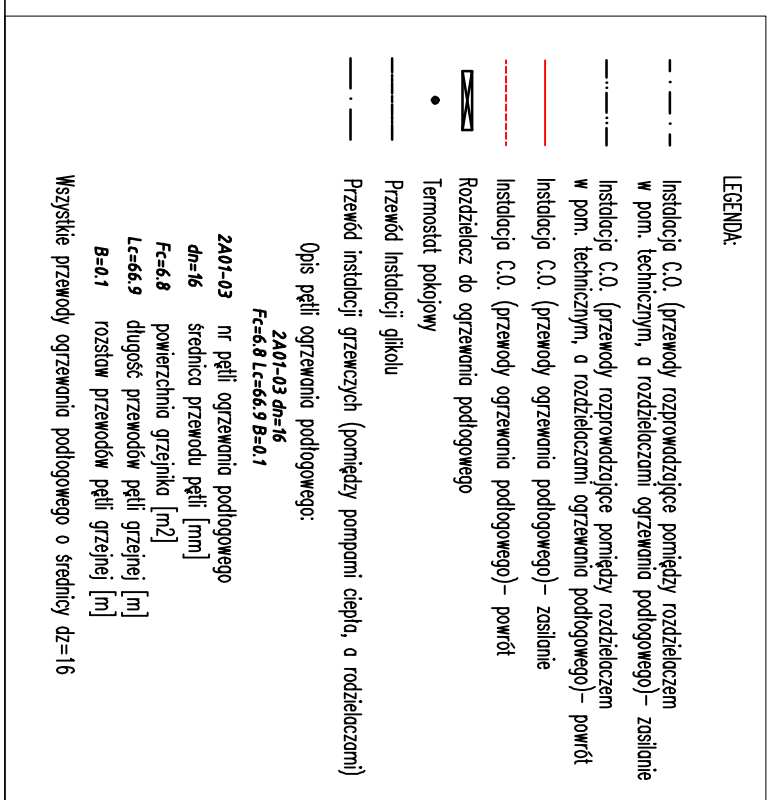 LEGENDA:
Instalacja C.O. (przewody rozprowadzające pomiędzy rozdzielaczem
w pom. technicznym, a rozdzielaczami ogrzewania podłogowego)– zasilanie
Instalacja C.O. (przewody rozprowadzające pomiędzy rozdzielaczem
w pom. technicznym, a rozdzielaczami ogrzewania podłogowego)– powrót
Instalacja C.O. (przewody ogrzewania podłogowego)– zasilanie
Instalacja C.O. (przewody ogrzewania podłogowego)– powrót
Rozdzielacz do ogrzewania podłogowego
Termostat pokojowy
Przewód Instalacji glikolu
Przewód instalacji grzewczych (pomiędzy pompami ciepła, a rodzielaczami)
Opis pętli ogrzewania podłogowego:
2A01-03 dn=16
Fc=6.8 Lc=66.9 B=0.1
2A01-03 nr pętli ogrzewania podłogowego
dn=16 średnica przewodu pętli [mm]
Fc=6.8 powierzchnia grzejnika [m2]
Lc=66.9 długość przewodów pętli grzejnej [m]
B=0.1 rozstaw przewodów pętli grzejnej [m]
Wszystkie przewody ogrzewania podłogowego o średnicy dz=16